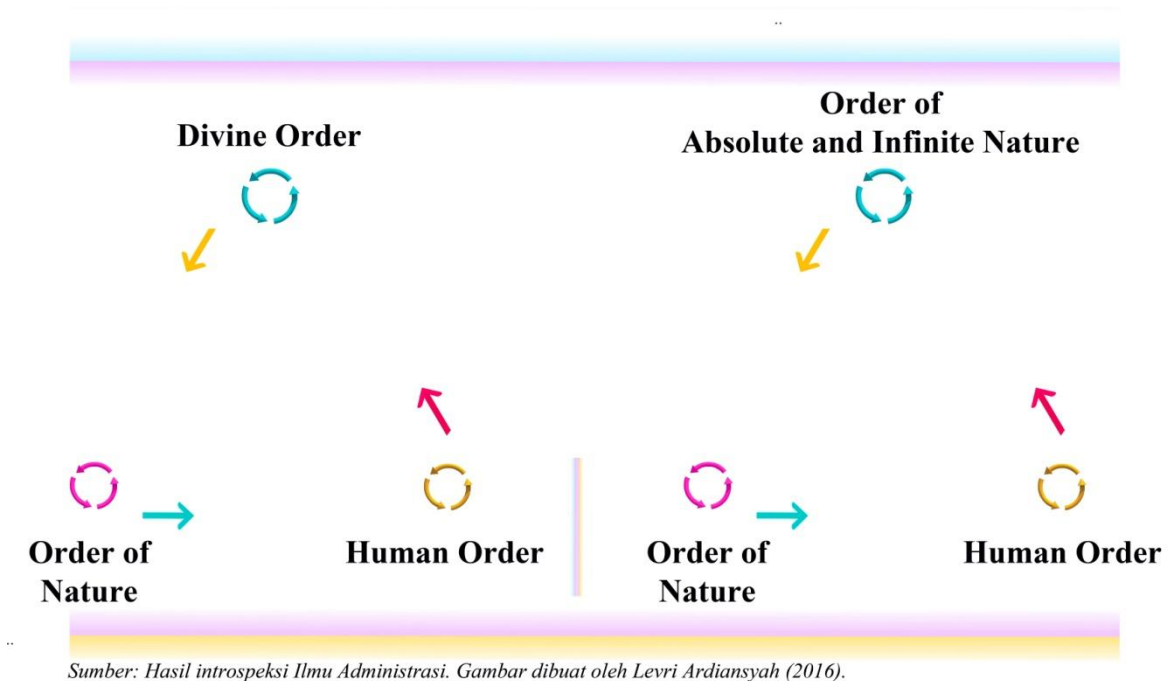 Divine Order
Order of
Absolute and Infinite Nature
Order of
Nature
Human Order
Order of
Nature
Human Order
Sumber: Hasil introspeksi Ilmu Administrasi. Gambar dibuat oleh Levri Ardiansyah (2016).